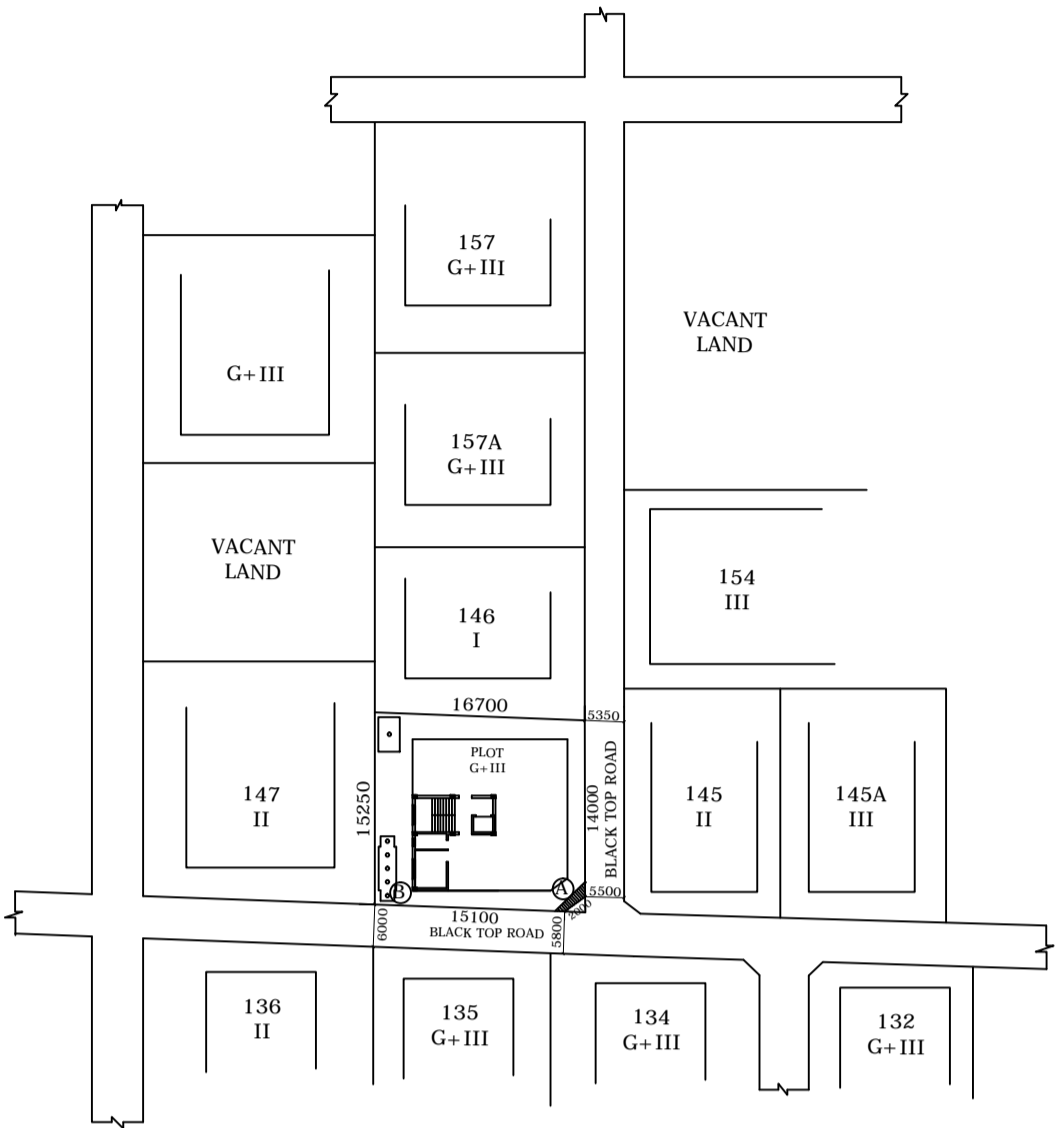 157
G+III
VACANT
LAND
G+III
157A
G+III
VACANT
LAND
154
III
146
I
16700
5350
PLOT
G+III
147
II
15250
14000
BLACK TOP ROAD
145
II
145A
III
B
A
5500
2000
15100
BLACK TOP ROAD
6000
5800
136
II
135
G+III
134
G+III
132
G+III